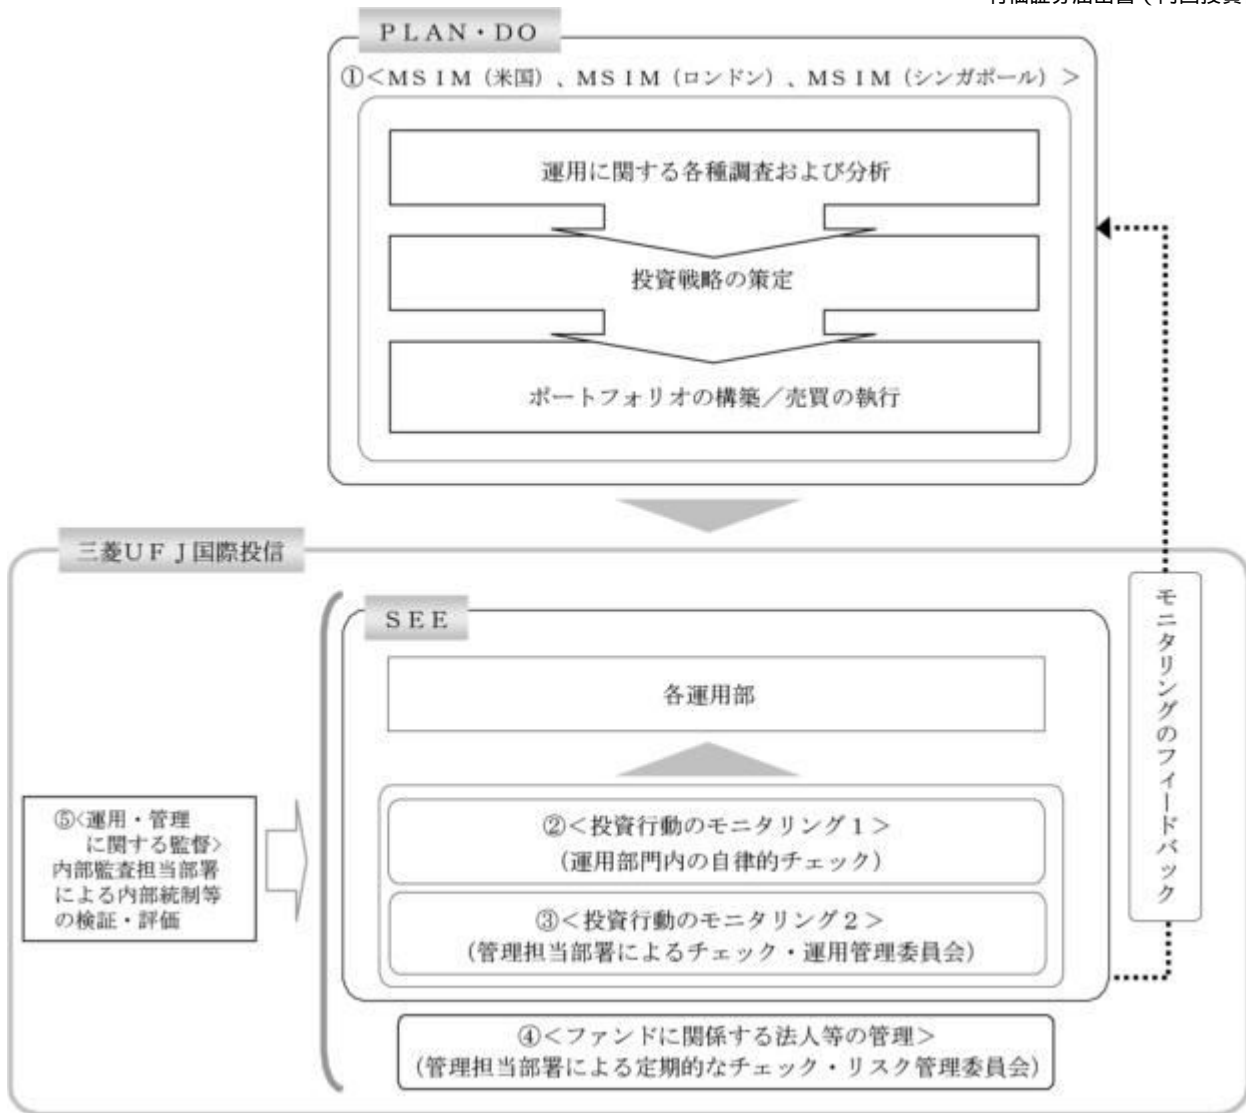 PLAN・DO
①＜MSIM（米国）、MSIM（ロンドン）、MSIM（シンガポール）＞
運用に関する各種調査および分析
投資戦略の策定
ポートフォリオの構築／売買の執行
三菱UFJ国際投信
SEE
各運用部
②＜投資行動のモニタリング１＞
（運用部門内の自律的チェック）
③＜投資行動のモニタリング２＞
（管理担当部署によるチェック・運用管理委員会）
④＜ファンドに関係する法人等の管理＞
（管理担当部署による定期的なチェック・リスク管理委員会）
⑤＜運用・管理
に関する監督＞
内部監査担当部署
による内部統制等
の検証・評価
モニタリングのフィードバック